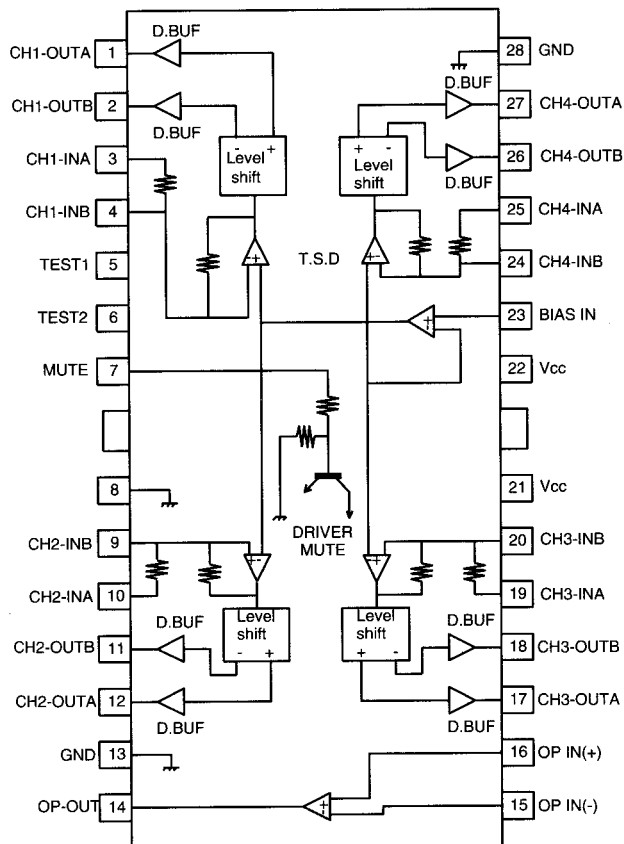 CH1-OUTA 1 D.BUF 28 GND
D.BUF
CH1-OUTB 2 D.BUF 27 CH4-OUTA
- + + -
Level shift Level shift
CH1-INA 3 26 CH4-OUTB
D.BUF
CH1-INB 4 25 CH4-INA
TEST1 5 -+ T.S.D +- 24 CH4-INB
TEST2 6 + - 23 BIAS IN
MUTE 7 22 Vcc
8 21 Vcc
DRIVER
MUTE
CH2-INB 9 +- +- 20 CH3-INB
CH2-INA 10 19 CH3-INA
Level shift Level shift
- + + -
D.BUF D.BUF
CH2-OUTB 11 18 CH3-OUTB
CH2-OUTA 12 17 CH3-OUTA
D.BUF D.BUF
GND 13 16 OP IN(+)
OP-OUT 14 + - 15 OP IN(-)